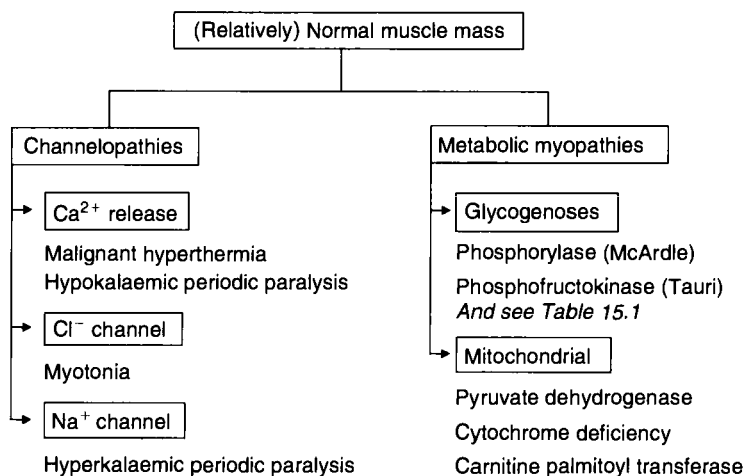 (Relatively) Normal muscle mass
Channelopathies
Ca²⁺ release
Malignant hyperthermia
Hypokalaemic periodic paralysis
Cl⁻ channel
Myotonia
Na⁺ channel
Hyperkalaemic periodic paralysis
Metabolic myopathies
Glycogenoses
Phosphorylase (McArdle)
Phosphofructokinase (Tauri)
And see Table 15.1
Mitochondrial
Pyruvate dehydrogenase
Cytochrome deficiency
Carnitine palmitoyl transferase